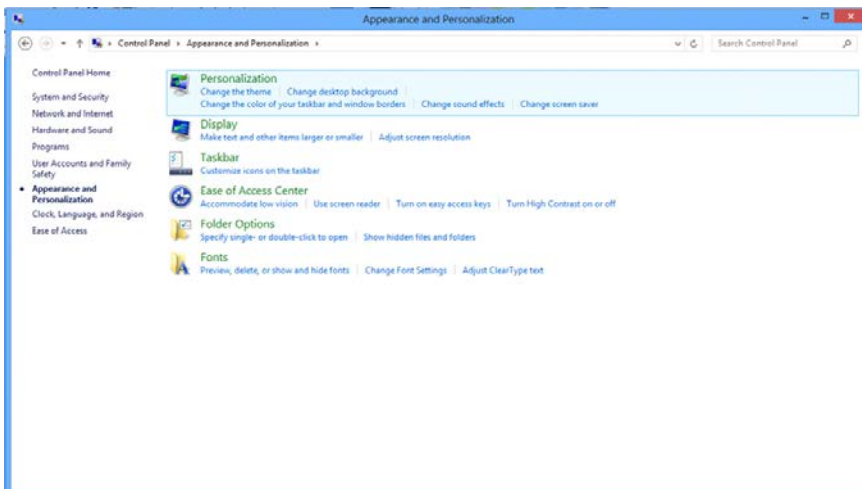 Appearance and Personalization
Control Panel Appearance and Personalization
Search Control Panel
Control Panel Home
System and Security
Network and Internet
Hardware and Sound
Programs
User Accounts and Family
Safety
Appearance and
Personalization
Clock, Language, and Region
Ease of Access
Personalization
Change the theme Change desktop background
Change the color of your taskbar and window borders Change sound effects Change screen saver
Display
Make text and other items larger or smaller Adjust screen resolution
Taskbar
Customize icons on the taskbar
Ease of Access Center
Accommodate low vision Use screen reader Turn on easy access keys Turn High Contrast on or off
Folder Options
Specify single- or double-click to open Show hidden files and folders
Fonts
Preview, delete, or show and hide fonts Change Font Settings Adjust ClearType text